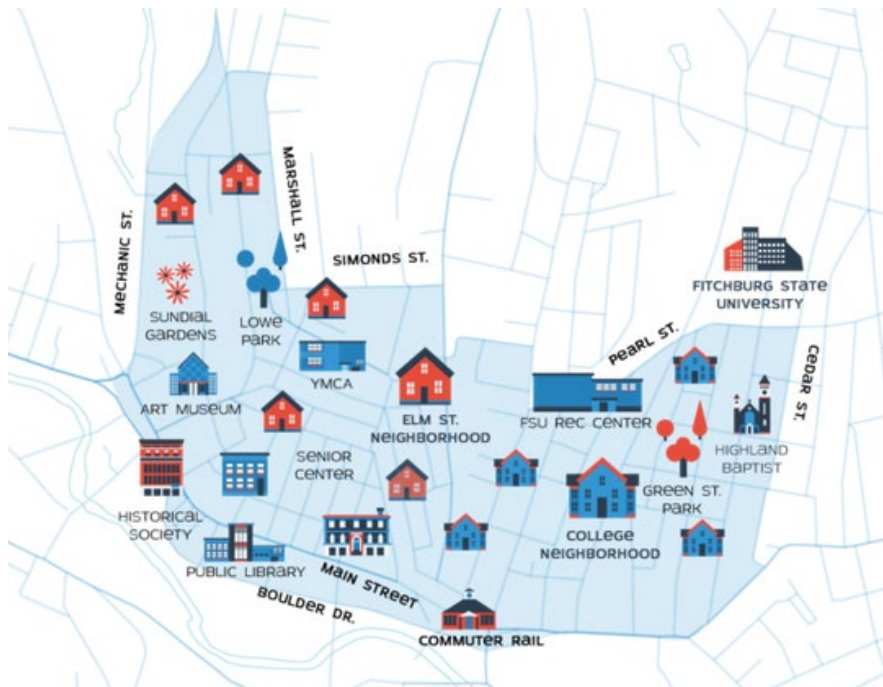 MARSHALL ST.
MECHANIC ST.
SIMONDS ST.
FITCHBURG STATE
UNIVERSITY
SUNDIAL
GARDENS
LOWE
PARK
PEARL ST.
CEDAR ST.
YMCA
ART MUSEUM
ELM ST.
NEIGHBORHOOD
FSU REC CENTER
HIGHLAND
BAPTIST
SENIOR
CENTER
GREEN ST.
PARK
HISTORICAL
SOCIETY
COLLEGE
NEIGHBORHOOD
PUBLIC LIBRARY
MAIN STREET
BOULDER DR.
COMMUTER RAIL